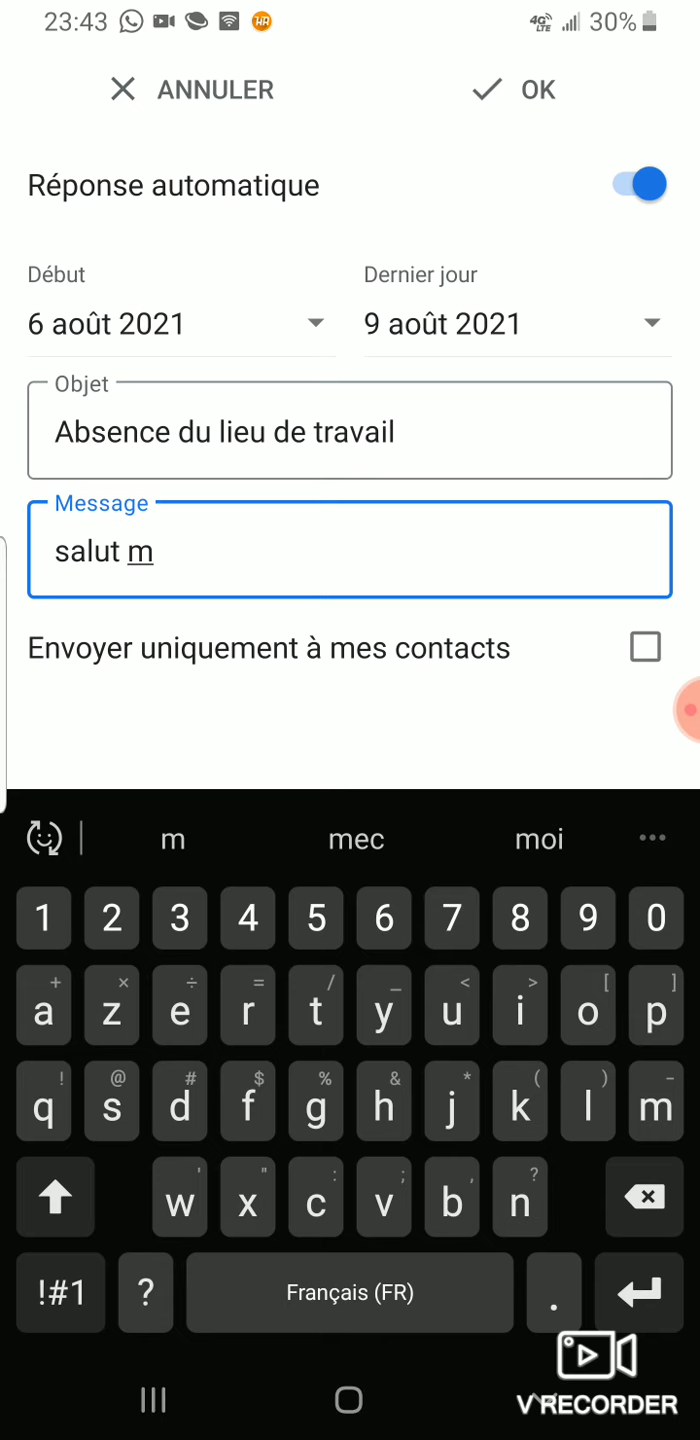 23:43 4G LTE 30%
ANNULER OK
Réponse automatique
Début Dernier jour
6 août 2021 9 août 2021
Objet
Absence du lieu de travail
Message
salut m
Envoyer uniquement à mes contacts
m mec moi
1 2 3 4 5 6 7 8 9 0
+ × ÷ = / _ < > [ ]
a z e r t y u i o p
! @ # $ % & * ( ) -
q s d f g h j k l m
' " : ; , ?
w x c v b n
!#1 ? Français (FR) .
V RECORDER